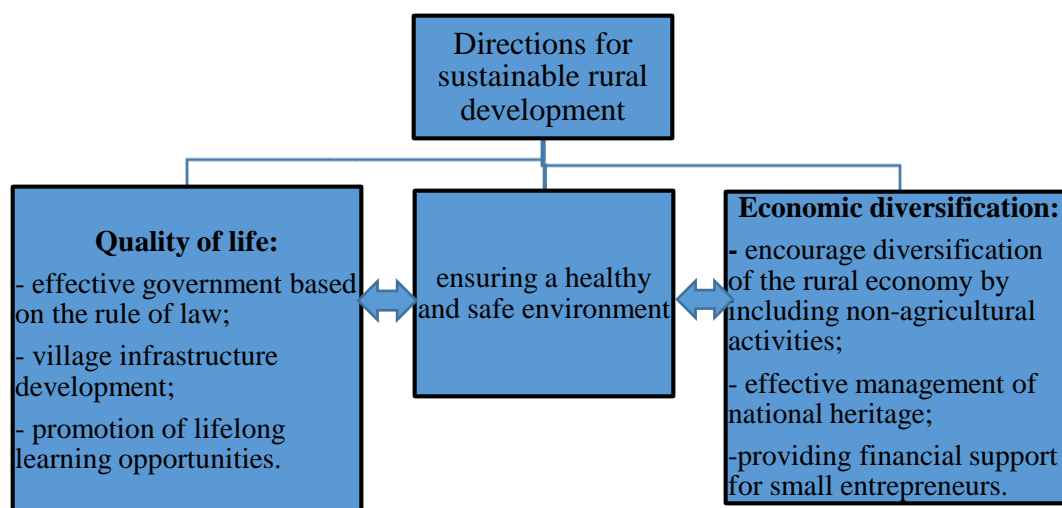 Directions for
sustainable rural
development
Quality of life:
- effective government based
on the rule of law;
- village infrastructure
development;
- promotion of lifelong
learning opportunities.
ensuring a healthy
and safe environment
Economic diversification:
- encourage diversification
of the rural economy by
including non-agricultural
activities;
- effective management of
national heritage;
-providing financial support
for small entrepreneurs.